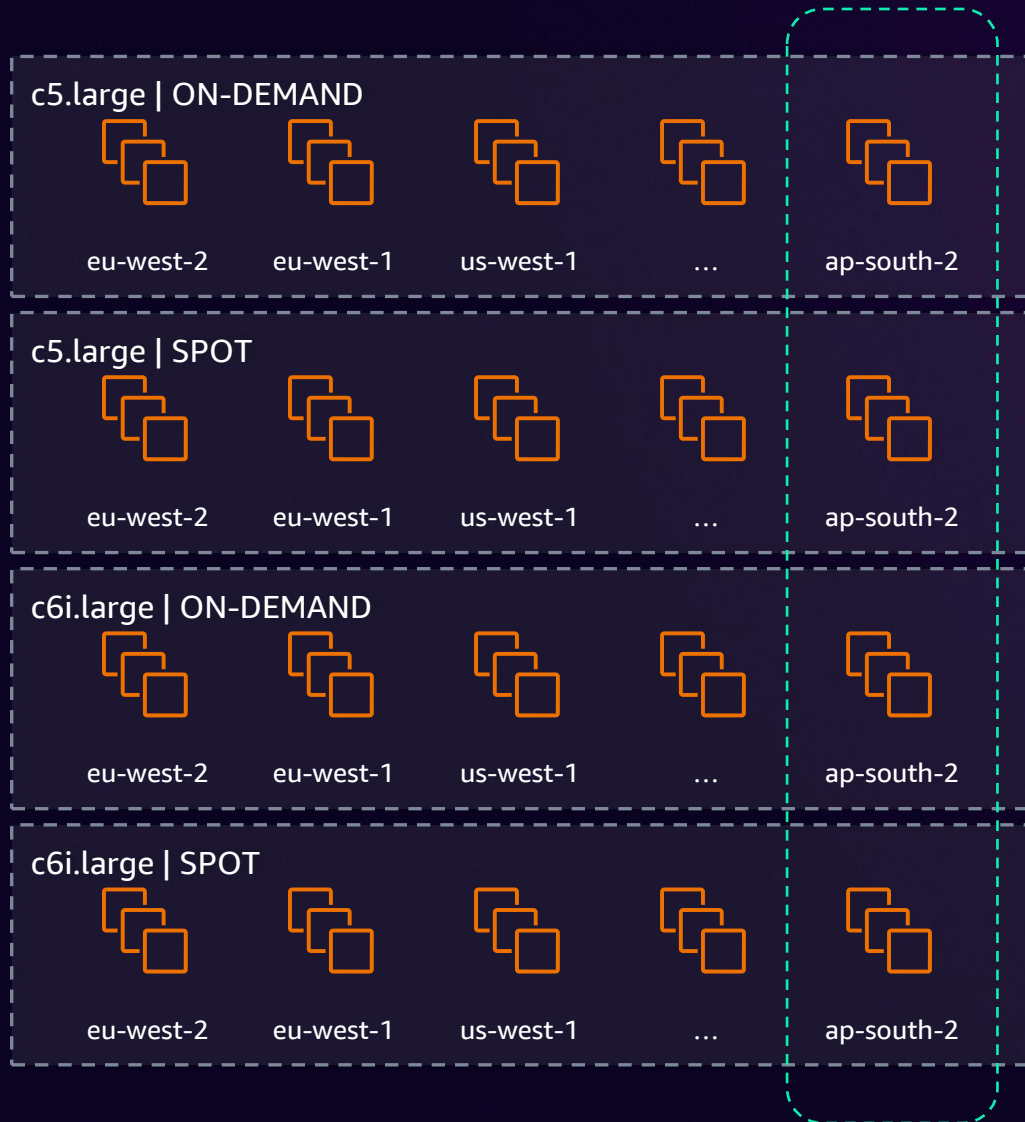 c5.large | ON-DEMAND
eu-west-2 eu-west-1 us-west-1 ... ap-south-2
c5.large | SPOT
eu-west-2 eu-west-1 us-west-1 ... ap-south-2
c6i.large | ON-DEMAND
eu-west-2 eu-west-1 us-west-1 ... ap-south-2
c6i.large | SPOT
eu-west-2 eu-west-1 us-west-1 ... ap-south-2